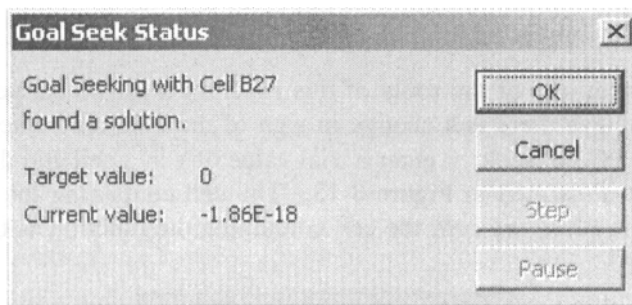 Goal Seek Status
Goal Seeking with Cell B27
found a solution.
Target value: 0
Current value: -1.86E-18
OK
Cancel
Step
Pause